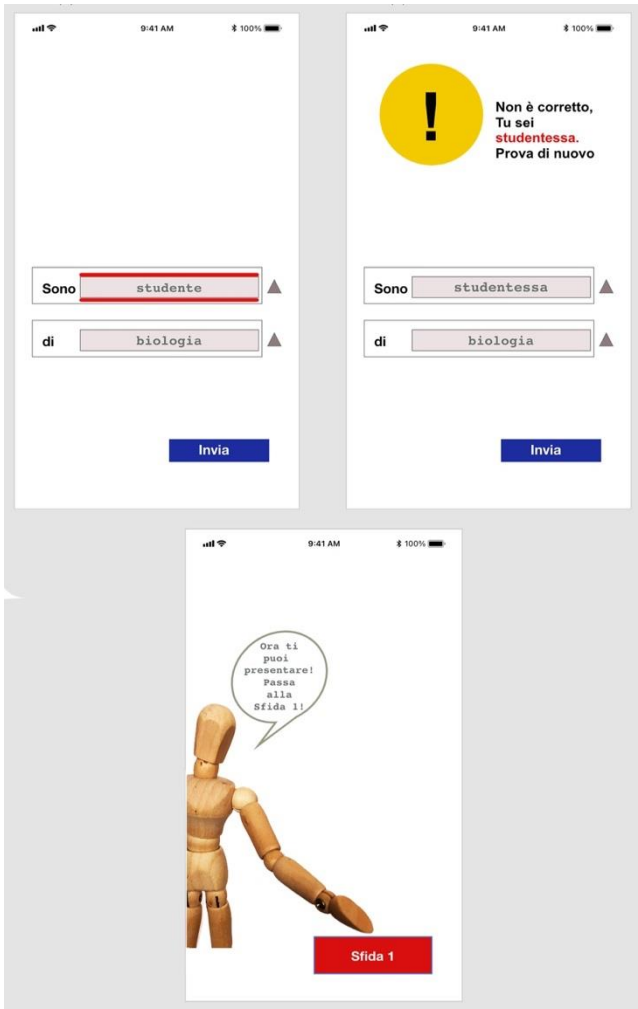 9:41 AM
100%
Sono studente
di biologia
Invia
9:41 AM
100%
Non è corretto,
Tu sei
studentessa.
Prova di nuovo
Sono studentessa
di biologia
Invia
9:41 AM
100%
Ora ti
puoi
presentare!
Passa
alla
Sfida 1!
Sfida 1